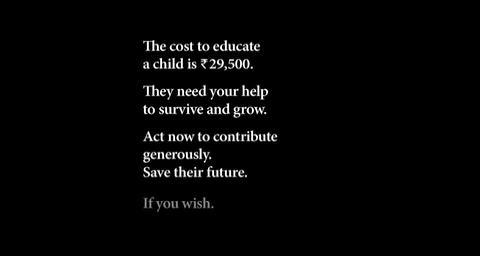 The cost to educate
a child is ₹29,500.
They need your help
to survive and grow.
Act now to contribute
generously.
Save their future.
If you wish.